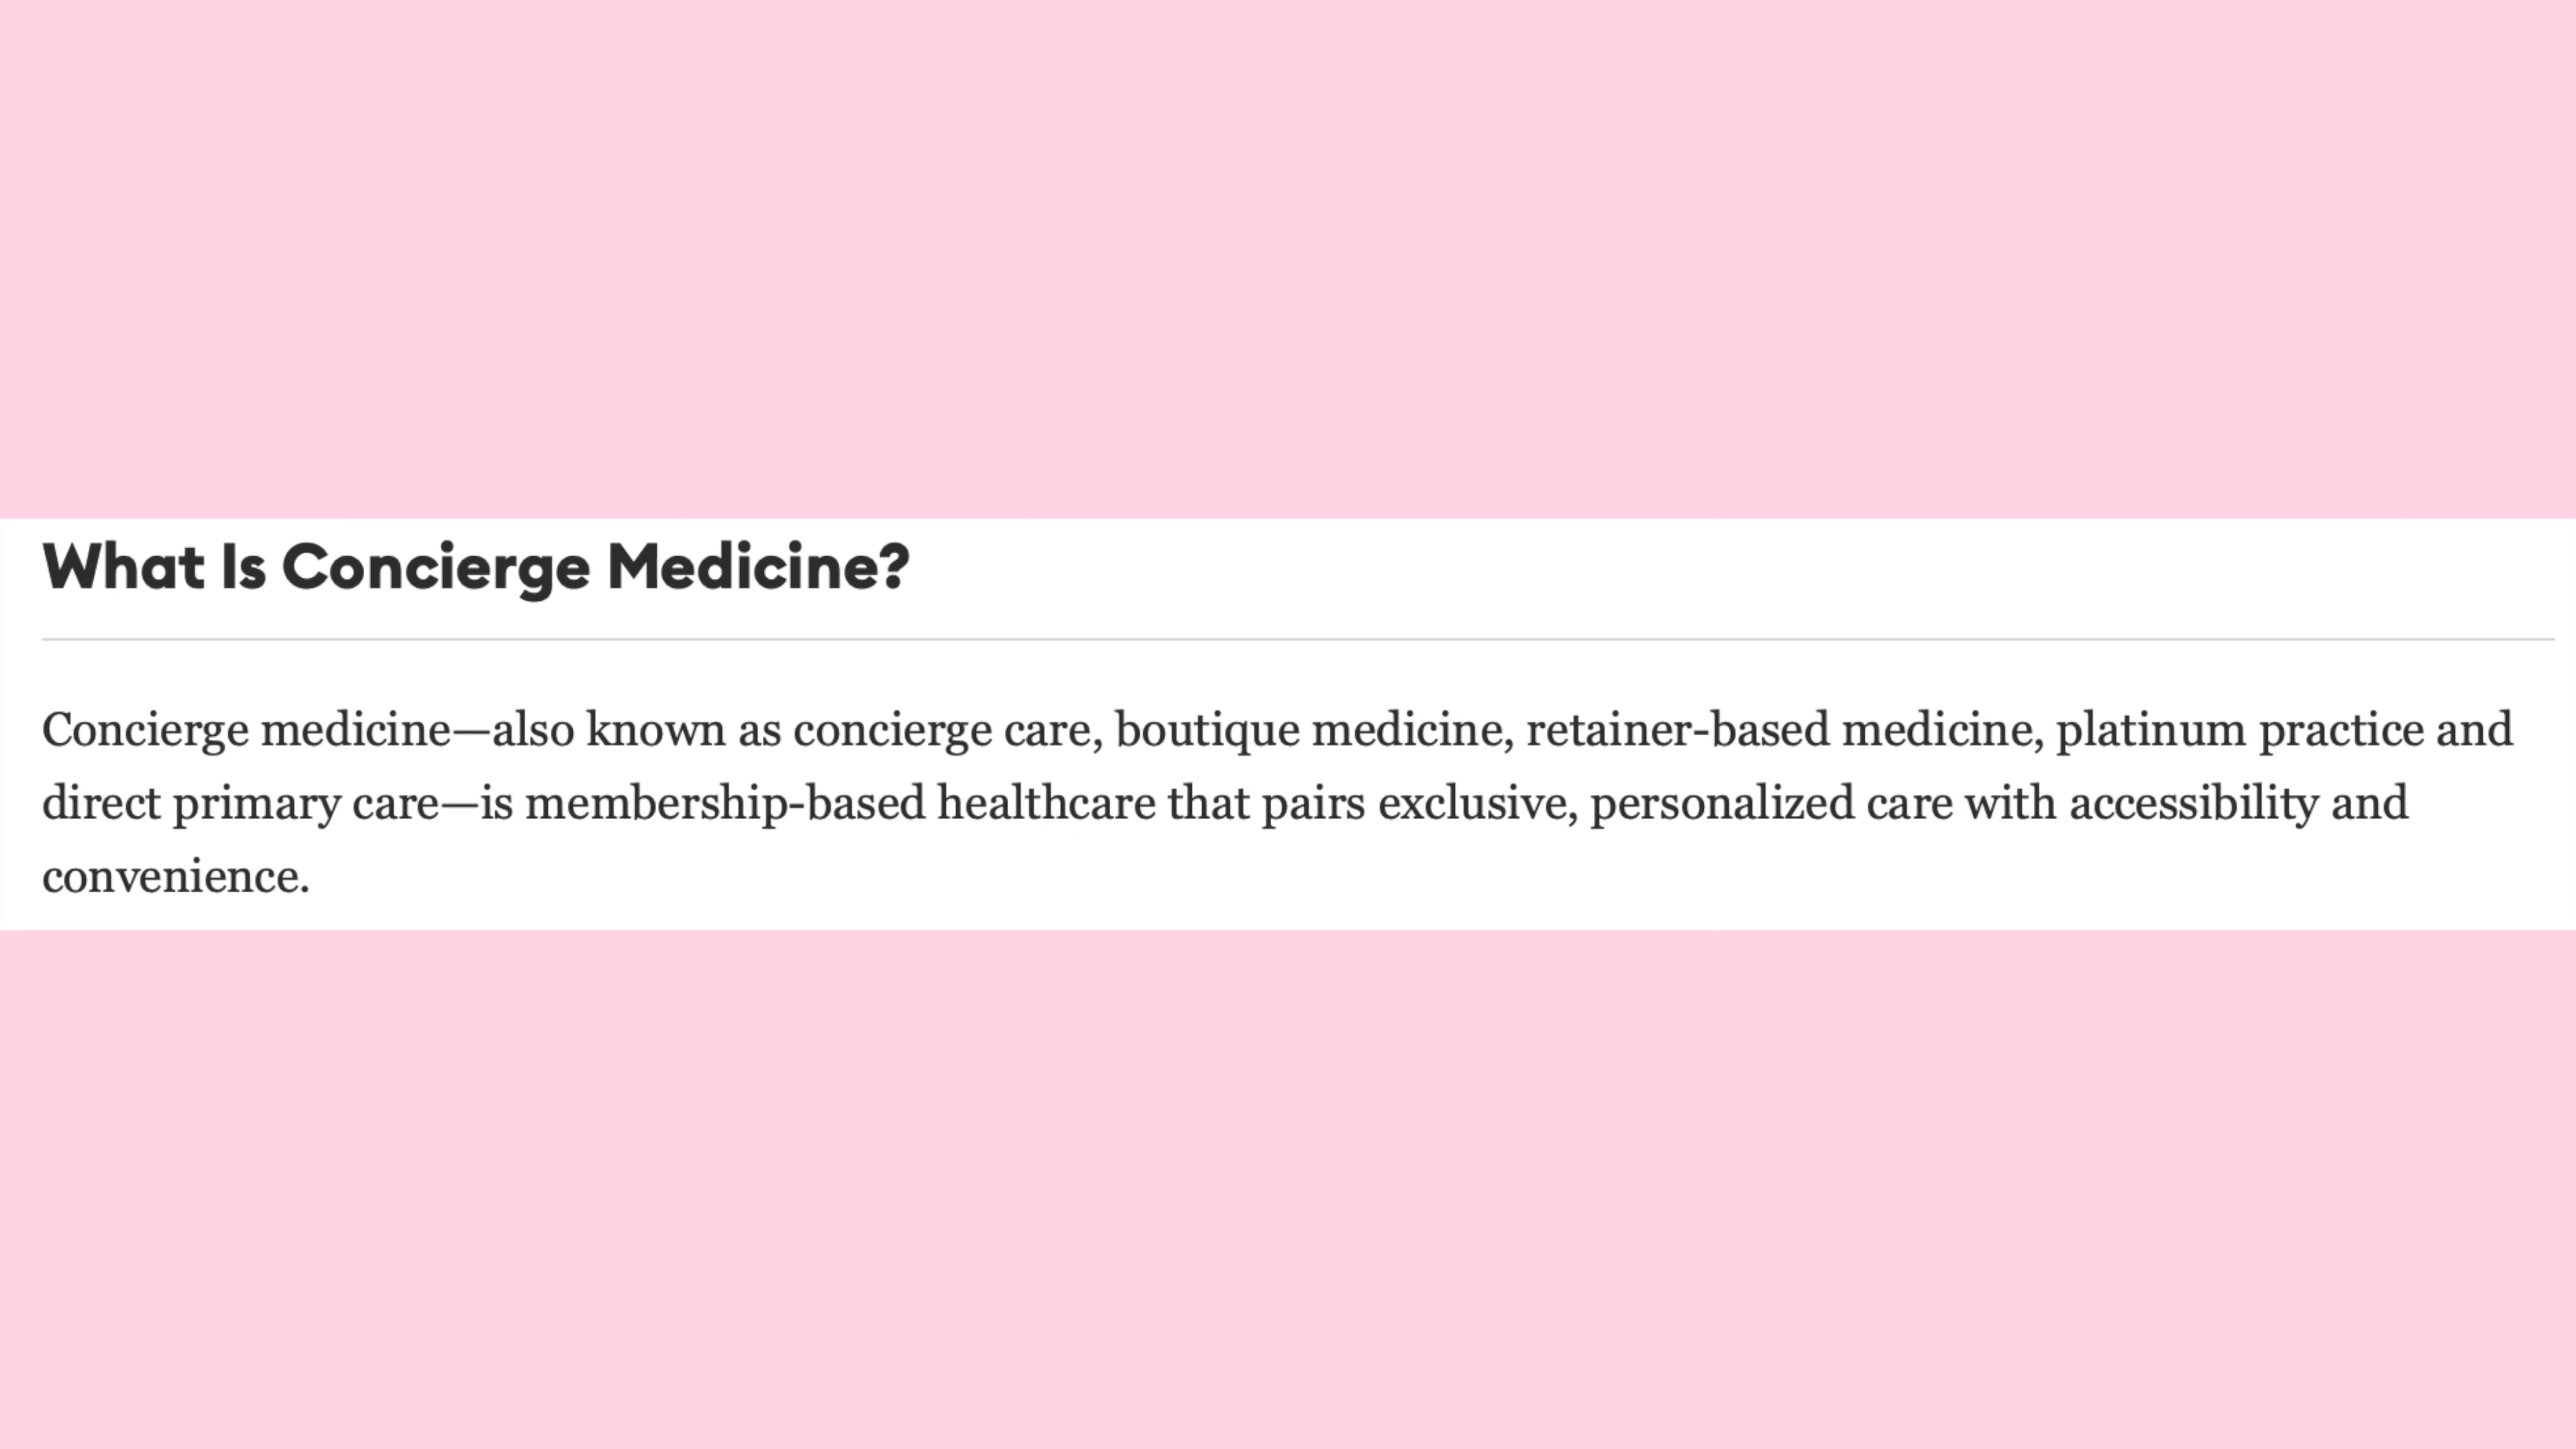 What Is Concierge Medicine?
Concierge medicine—also known as concierge care, boutique medicine, retainer-based medicine, platinum practice and
direct primary care—is membership-based healthcare that pairs exclusive, personalized care with accessibility and
convenience.